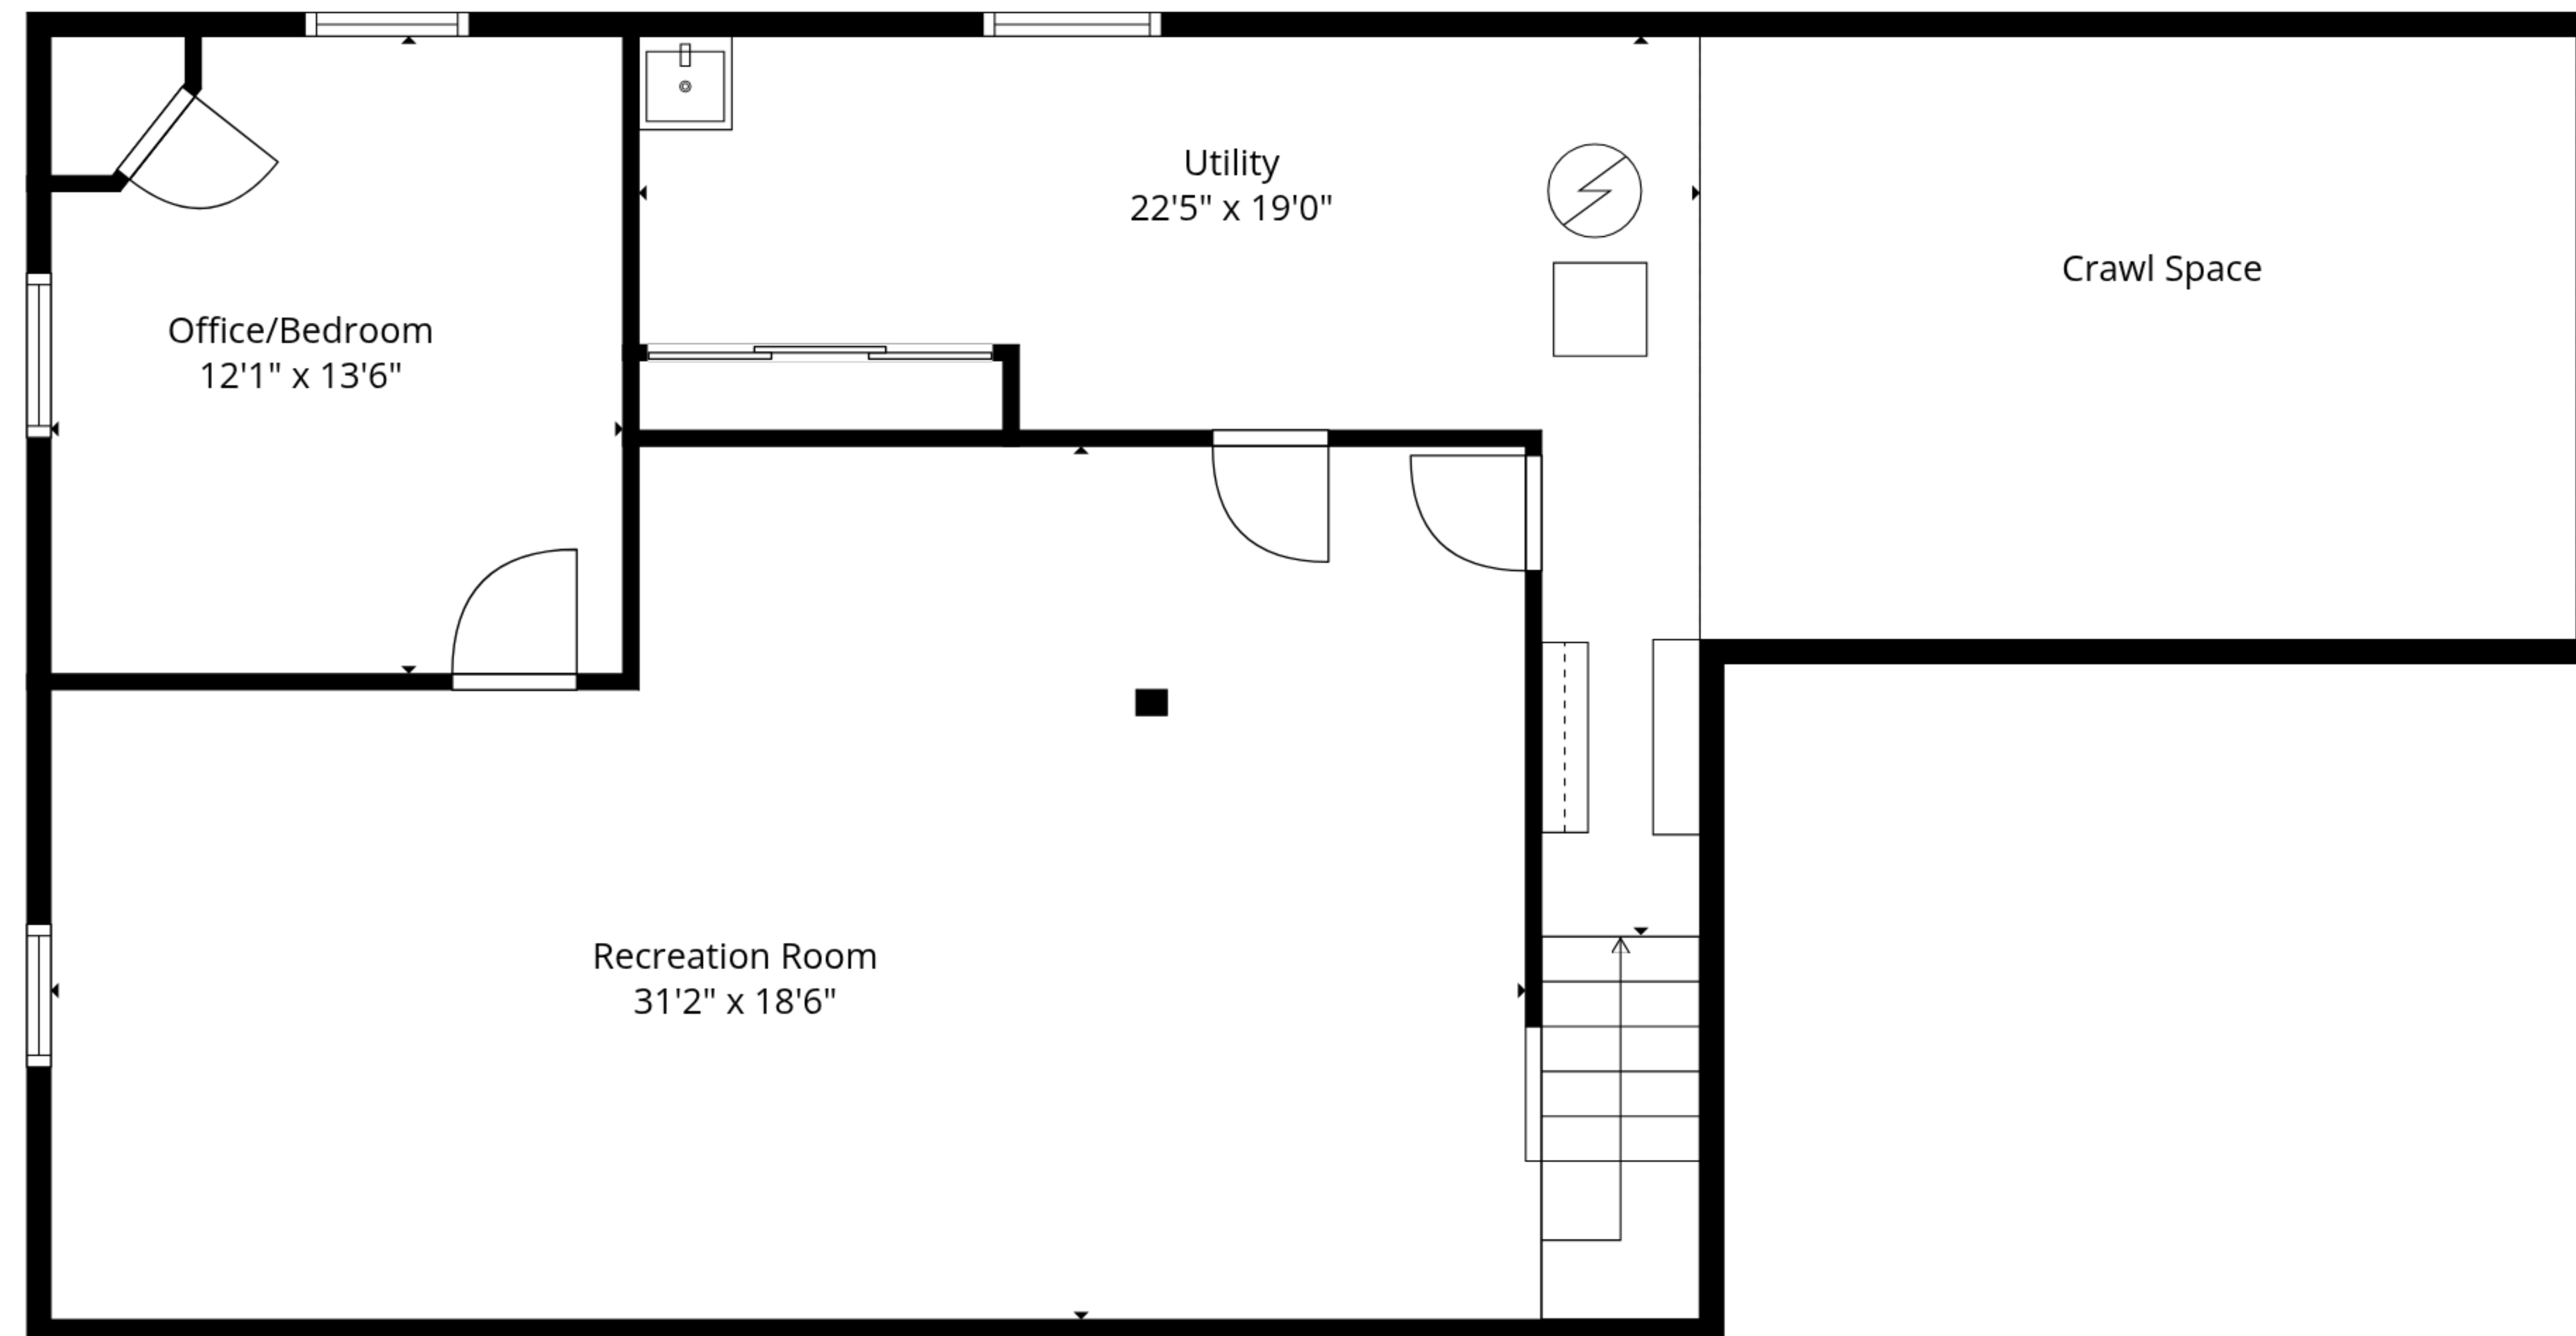 Utility
22'5" x 19'0"
Crawl Space
Office/Bedroom
12'1" x 13'6"
Recreation Room
31'2" x 18'6"